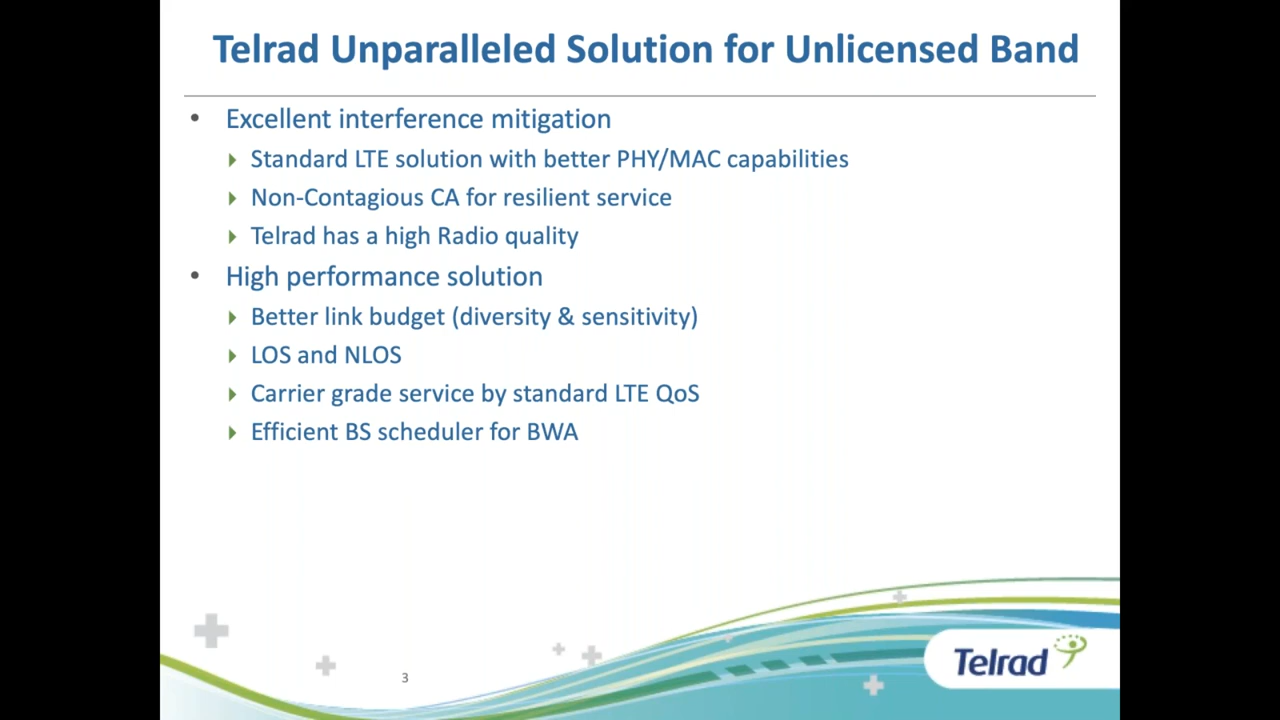 Telrad Unparalleled Solution for Unlicensed Band
• Excellent interference mitigation
Standard LTE solution with better PHY/MAC capabilities
Non-Contagious CA for resilient service
Telrad has a high Radio quality
• High performance solution
Better link budget (diversity & sensitivity)
LOS and NLOS
Carrier grade service by standard LTE QoS
Efficient BS scheduler for BWA
3
Telrad